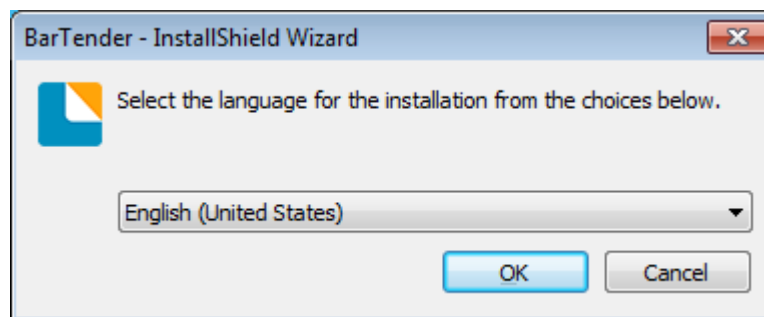 BarTender - InstallShield Wizard
Select the language for the installation from the choices below.
English (United States)
OK
Cancel